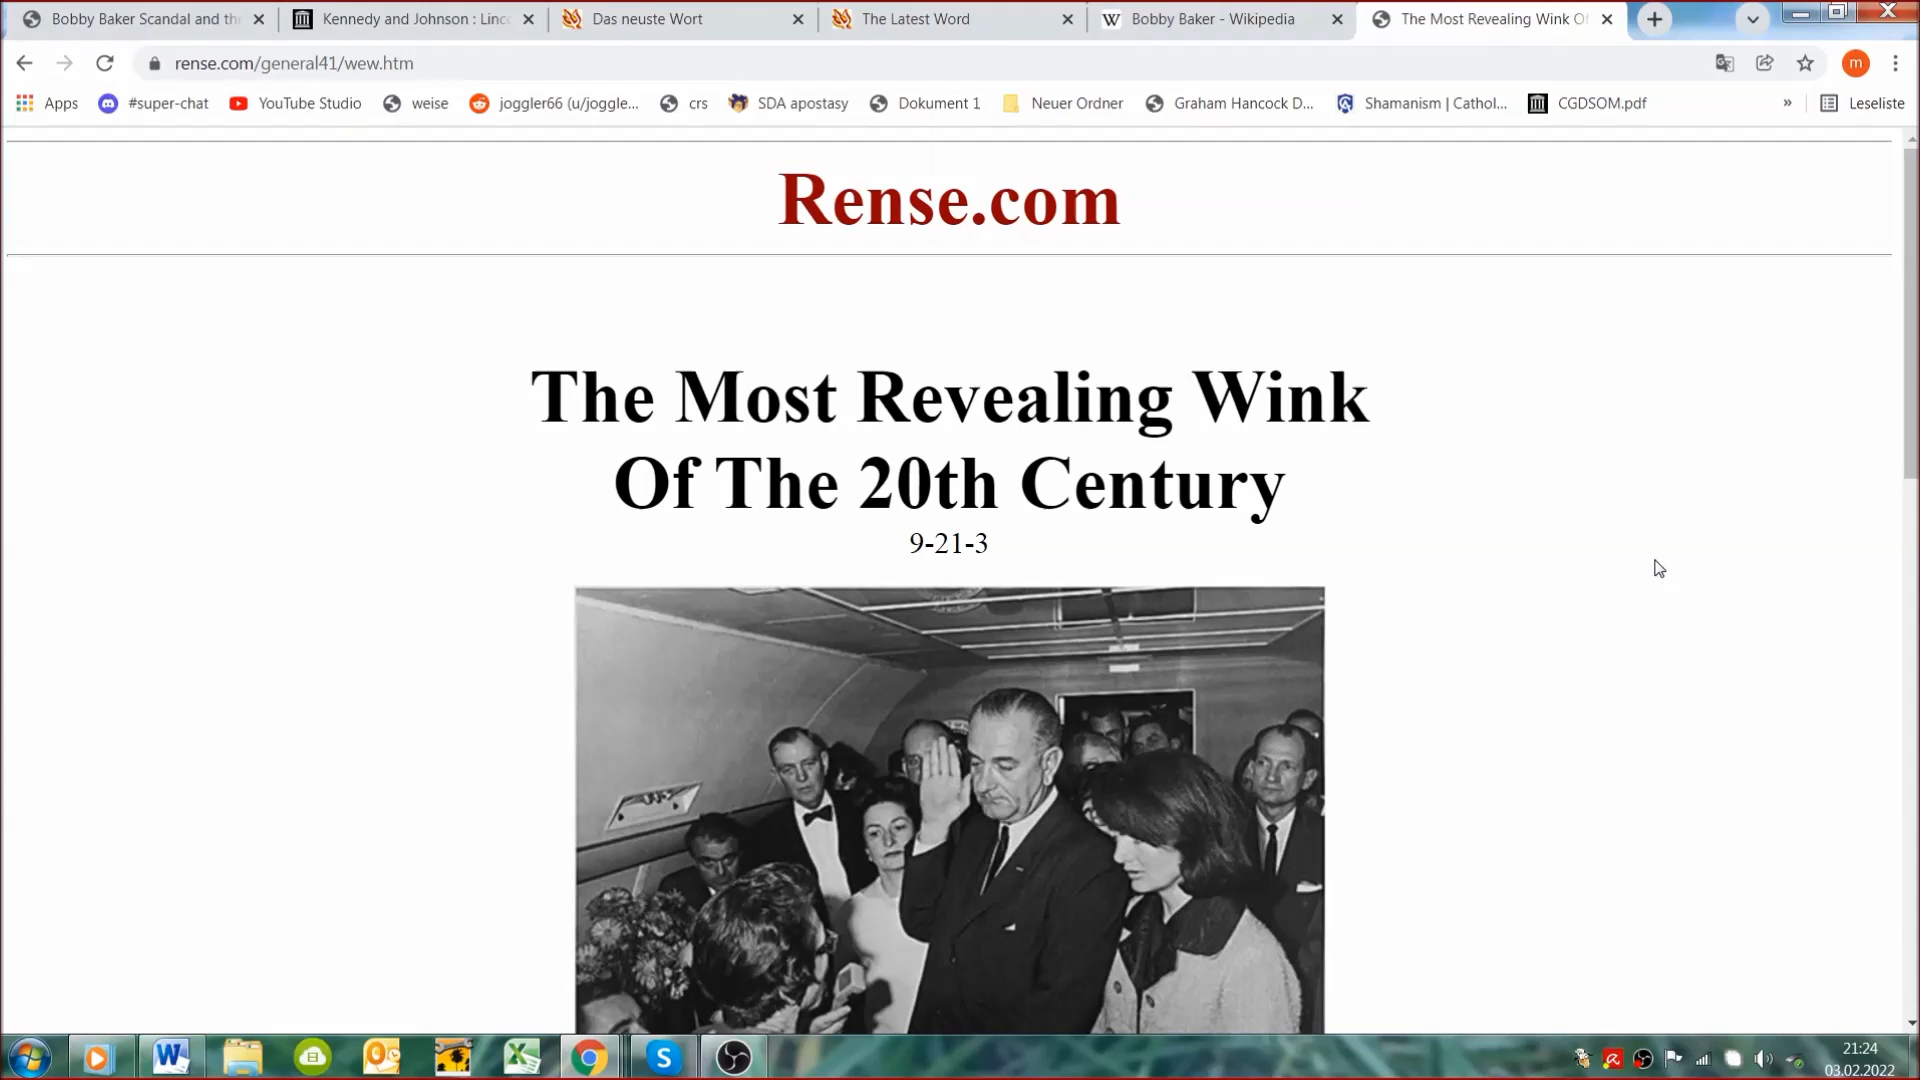 Bobby Baker Scandal and th
Kennedy and Johnson : Linc
Das neuste Wort
The Latest Word
Bobby Baker - Wikipedia
The Most Revealing Wink O
rense.com/general41/wew.htm
m
Apps
#super-chat
YouTube Studio
weise
joggler66 (u/joggle...
crs
SDA apostasy
Dokument 1
Neuer Ordner
Graham Hancock D...
Shamanism | Cathol...
CGDSOM.pdf
»
Leseliste
Rense.com
The Most Revealing Wink
Of The 20th Century
9-21-3
21:24
03.02.2022